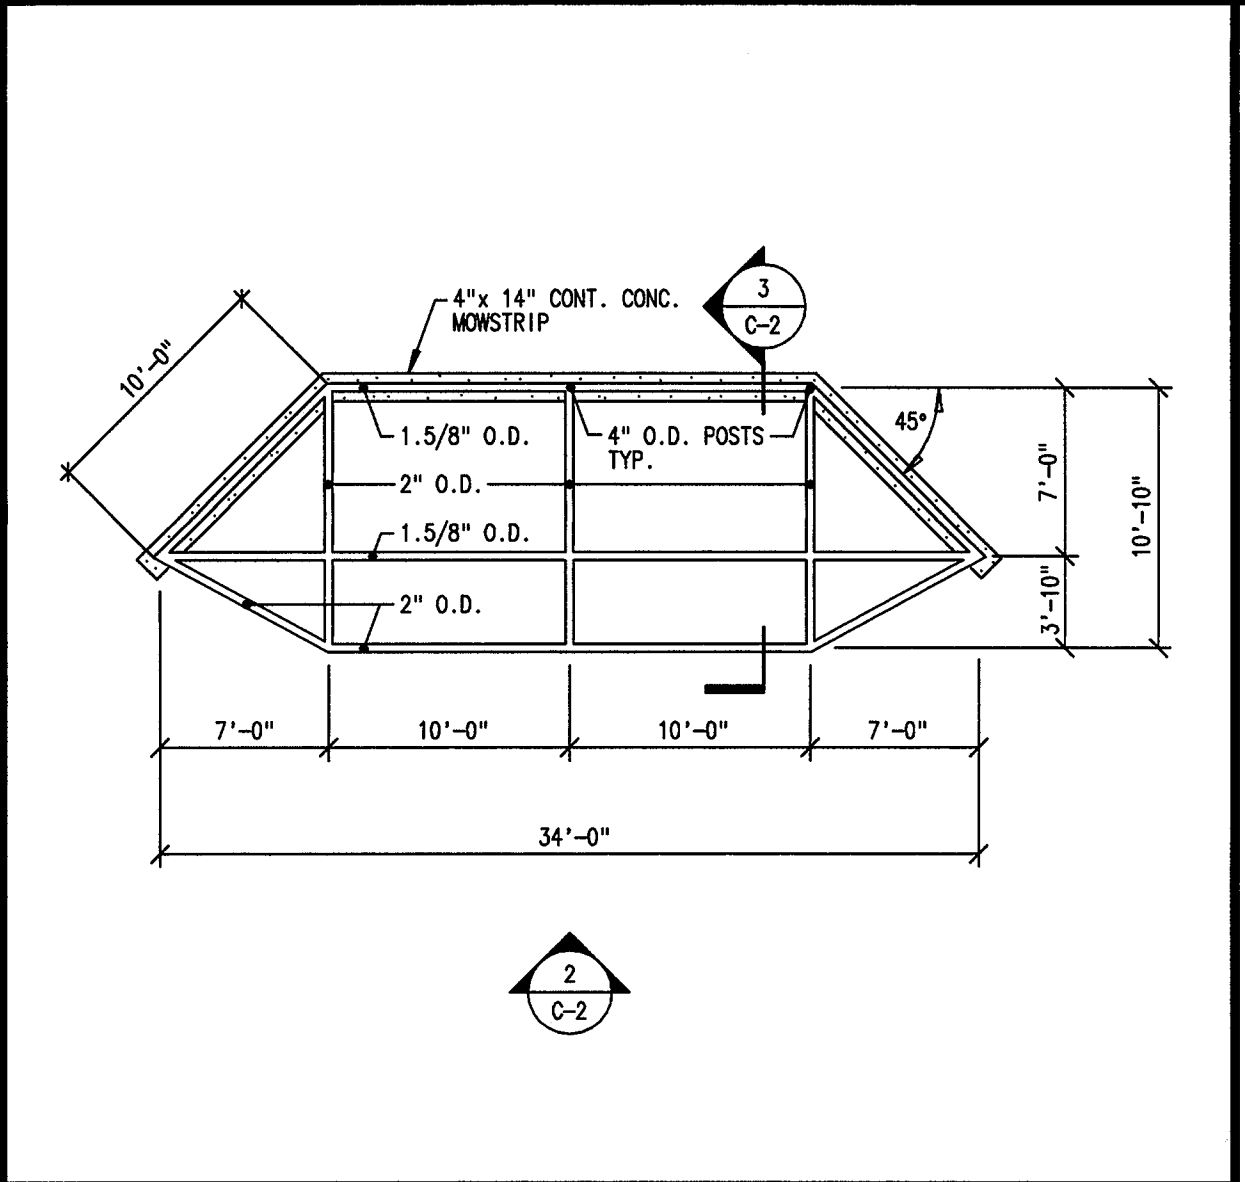 3
C-2
4"x 14" CONT. CONC.
MOWSTRIP
10'-0"
45°
1.5/8" O.D.
4" O.D. POSTS
TYP.
2" O.D.
7'-0"
10'-10"
1.5/8" O.D.
3'-10"
2" O.D.
7'-0"
10'-0"
10'-0"
7'-0"
34'-0"
2
C-2